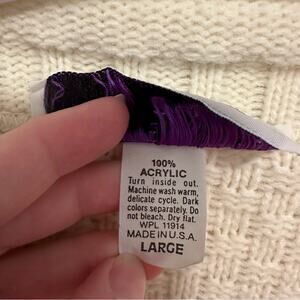 100%
ACRYLIC
Turn inside out.
Machine wash warm,
delicate cycle. Dark
colors separately. Do
not bleach. Dry flat.
WPL 11914
MADE IN U.S.A.
LARGE